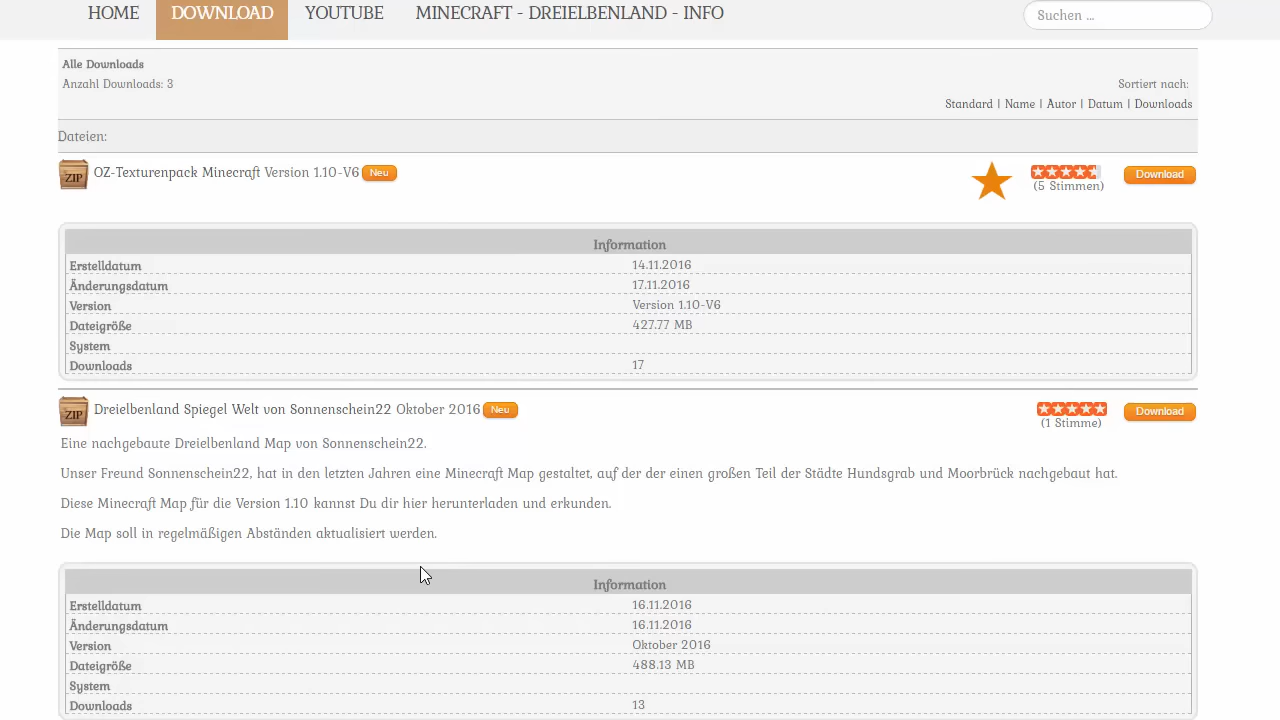 HOME DOWNLOAD YOUTUBE MINECRAFT - DREIELBENLAND - INFO Suchen ...
Alle Downloads
Anzahl Downloads: 3 Sortiert nach:
Standard | Name | Autor | Datum | Downloads
Dateien:
ZIP OZ-Texturenpack Minecraft Version 1.10-V6 Neu Download
(5 Stimmen)
Information
Erstelldatum 14.11.2016
Änderungsdatum 17.11.2016
Version Version 1.10-V6
Dateigröße 427.77 MB
System
Downloads 17
ZIP Dreielbenland Spiegel Welt von Sonnenschein22 Oktober 2016 Neu Download
(1 Stimme)
Eine nachgebaute Dreielbenland Map von Sonnenschein22.
Unser Freund Sonnenschein22, hat in den letzten Jahren eine Minecraft Map gestaltet, auf der der einen großen Teil der Städte Hundsgrab und Moorbrück nachgebaut hat.
Diese Minecraft Map für die Version 1.10 kannst Du dir hier herunterladen und erkunden.
Die Map soll in regelmäßigen Abständen aktualisiert werden.
Information
Erstelldatum 16.11.2016
Änderungsdatum 16.11.2016
Version Oktober 2016
Dateigröße 488.13 MB
System
Downloads 13